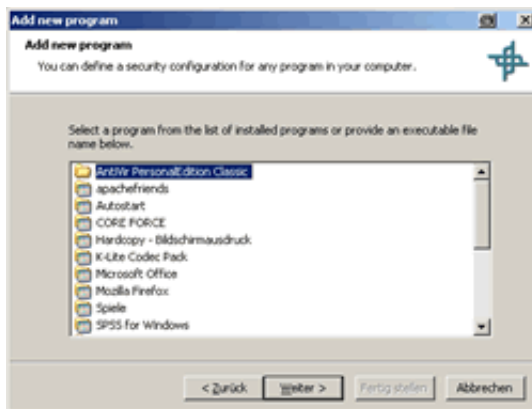 Add new program
Add new program
You can define a security configuration for any program in your computer.
Select a program from the list of installed programs or provide an executable file
name below.
AntiVir PersonalEdition Classic
apachefriends
Autostart
CORE FORCE
Hardcopy - Bildschirmausdruck
K-Lite Codec Pack
Microsoft Office
Mozilla Firefox
Spiele
SPSS for Windows
< Zurück
Weiter >
Fertig stellen
Abbrechen